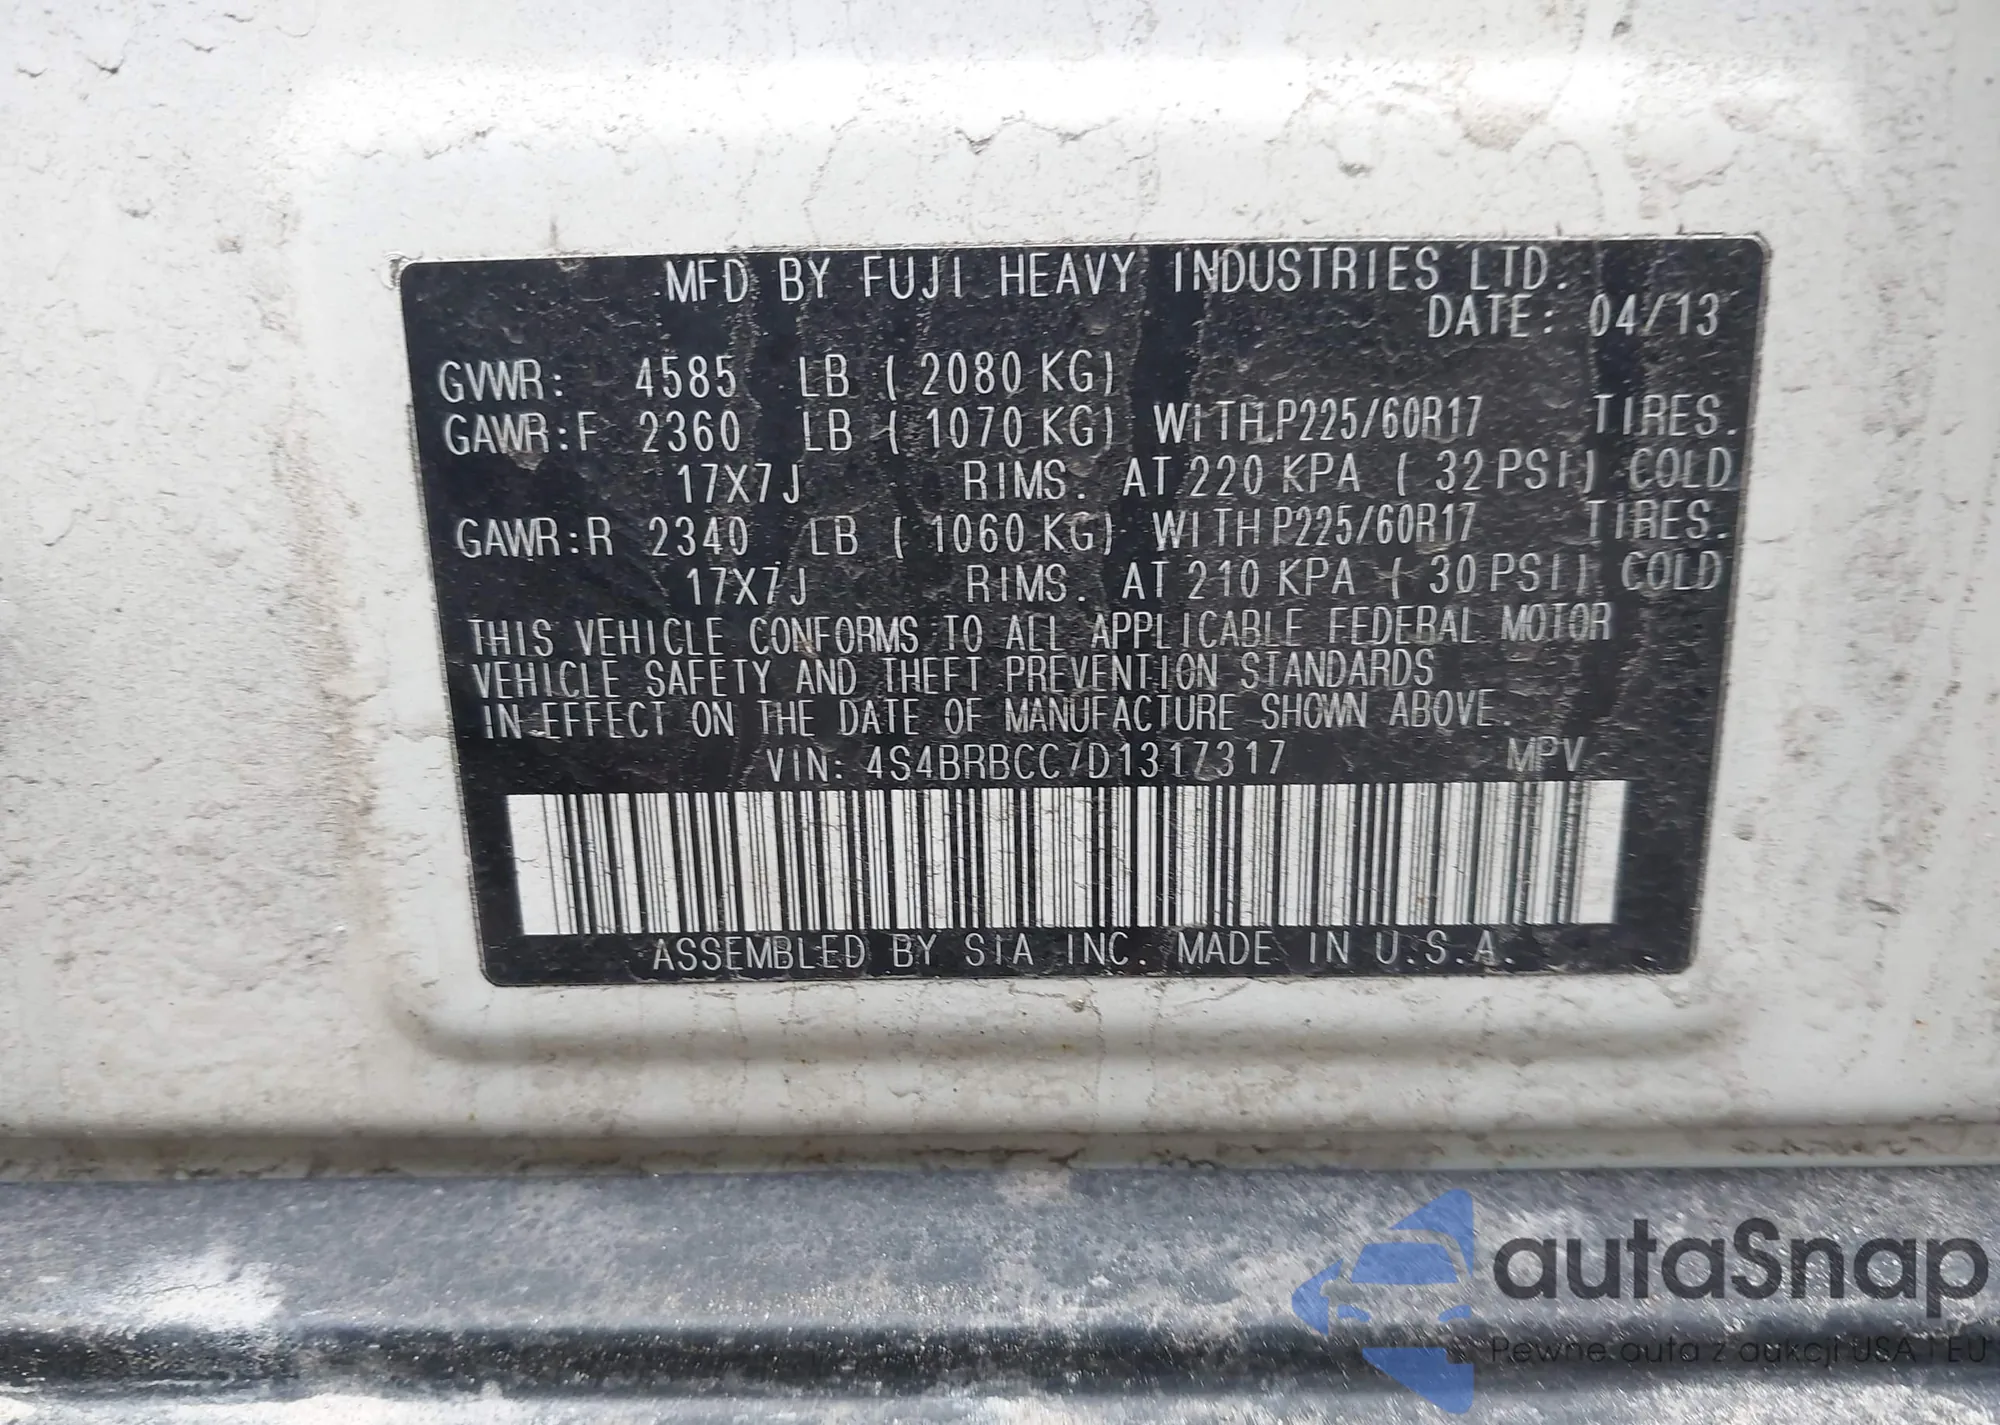 MFD BY FUJI HEAVY INDUSTRIES LTD.
DATE: 04/13
GVWR: 4585 LB ( 2080 KG)
GAWR:F 2360 LB ( 1070 KG) WITH P225/60R17 TIRES.
17X7J RIMS. AT 220 KPA ( 32 PSI) COLD
GAWR:R 2340 LB ( 1060 KG) WITH P225/60R17 TIRES.
17X7J RIMS. AT 210 KPA ( 30 PSI) COLD
THIS VEHICLE CONFORMS TO ALL APPLICABLE FEDERAL MOTOR
VEHICLE SAFETY AND THEFT PREVENTION STANDARDS
IN EFFECT ON THE DATE OF MANUFACTURE SHOWN ABOVE.
VIN: 4S4BRBCC7D1317317 MPV
ASSEMBLED BY SIA INC. MADE IN U.S.A.
autaSnap
Pewne auta z aukcji USA i EU